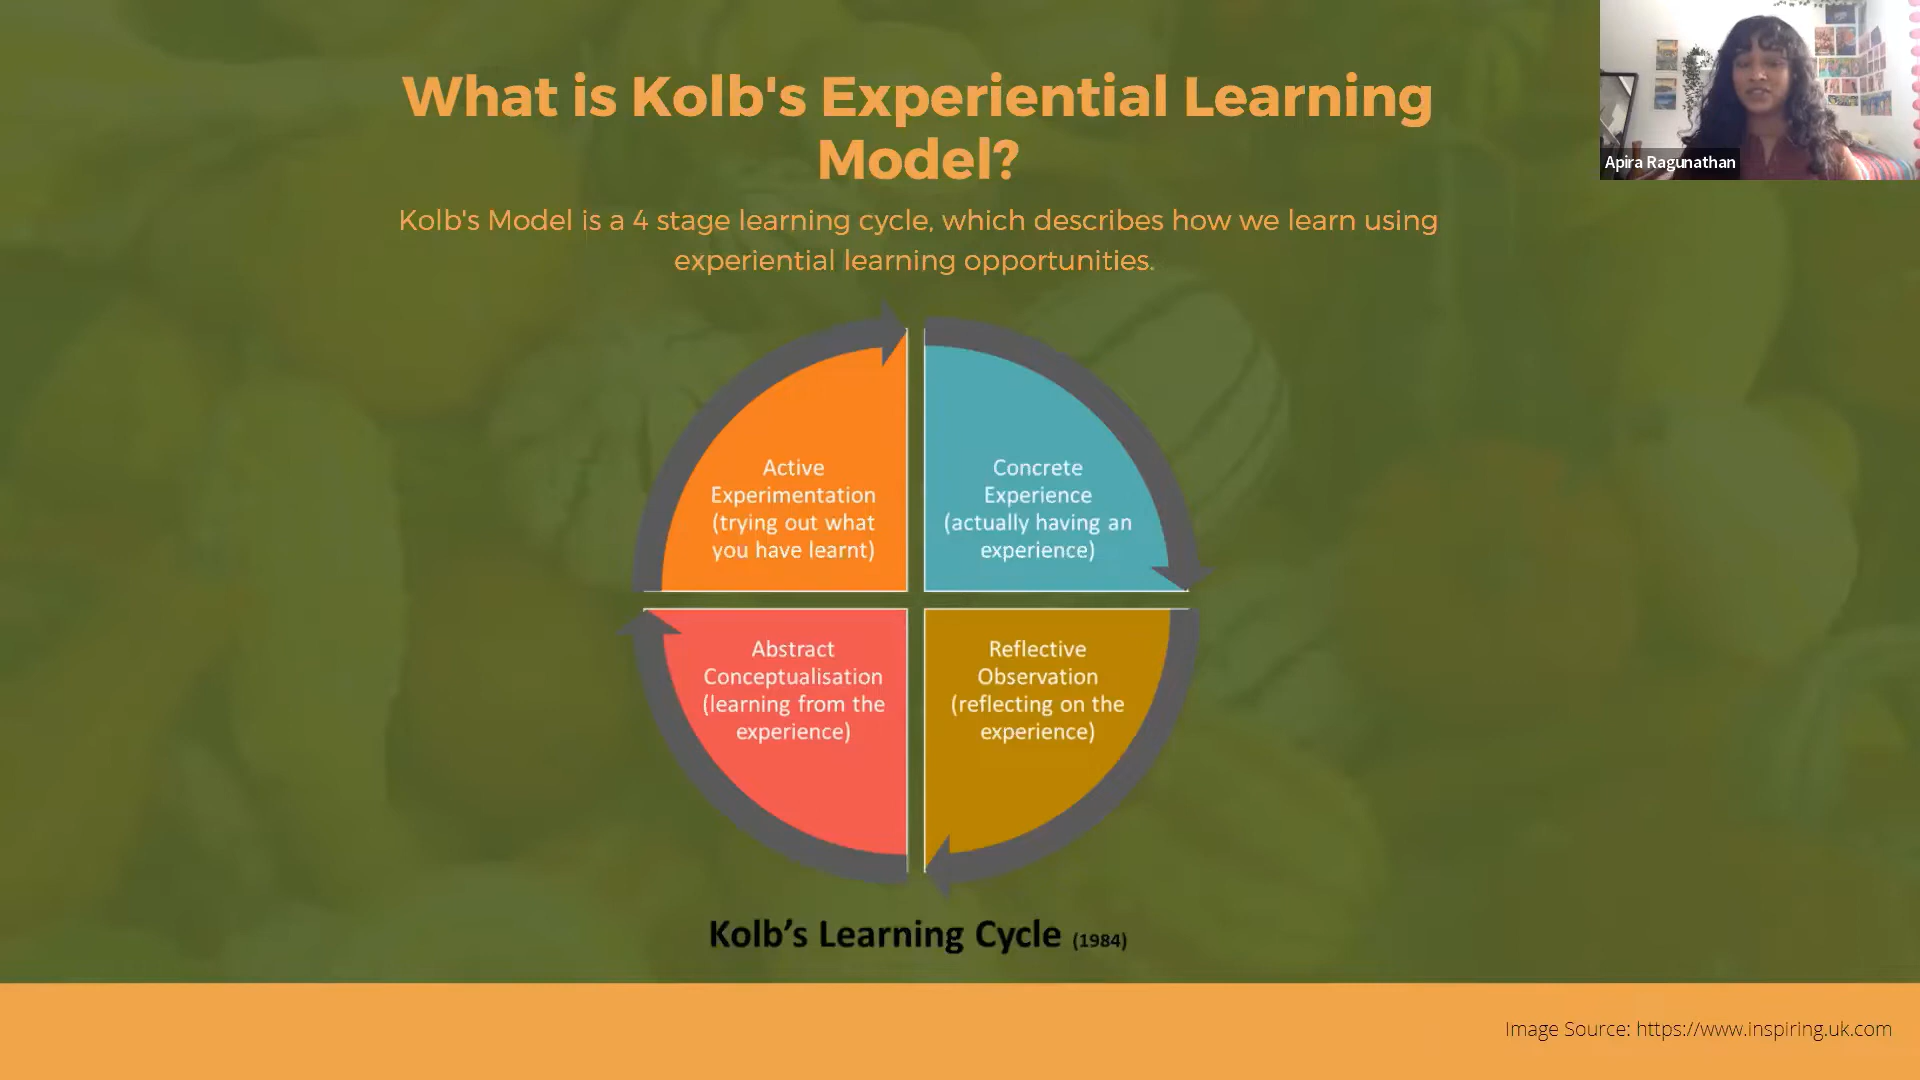 What is Kolb's Experiential Learning
Model?
Kolb's Model is a 4 stage learning cycle, which describes how we learn using
experiential learning opportunities.
Apira Ragunathan
Active
Experimentation
(trying out what
you have learnt)
Concrete
Experience
(actually having an
experience)
Abstract
Conceptualisation
(learning from the
experience)
Reflective
Observation
(reflecting on the
experience)
Kolb’s Learning Cycle (1984)
Image Source: https://www.inspiring.uk.com